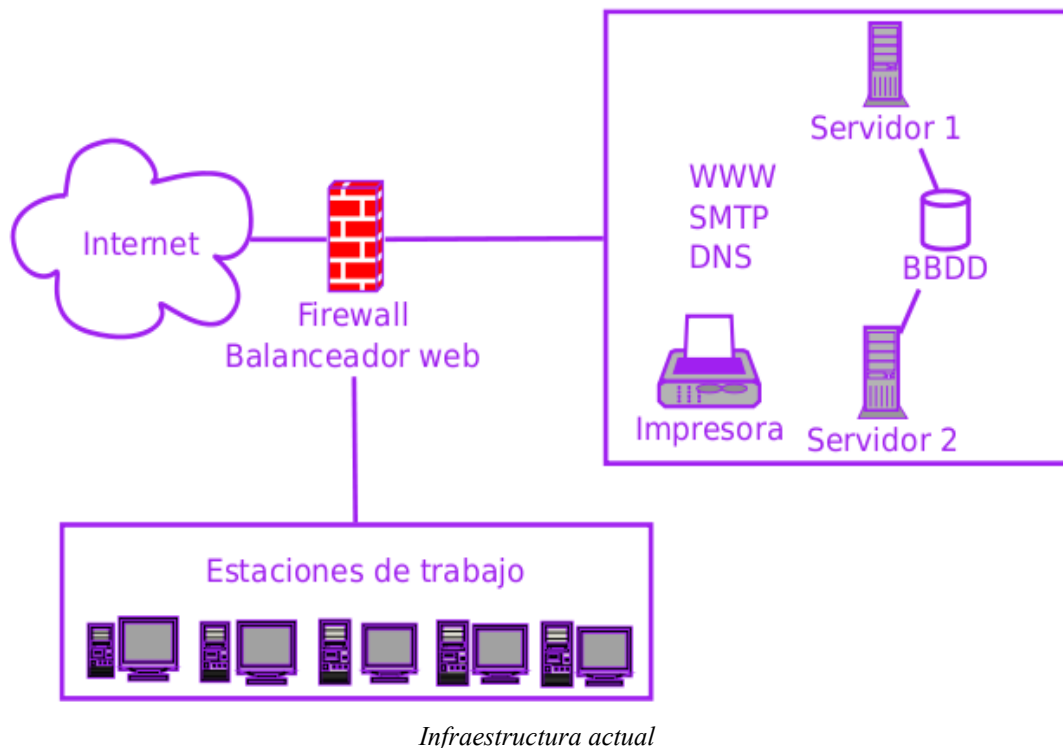 Servidor 1
WWW
SMTP
DNS
BBDD
Internet
Firewall
Balanceador web
Impresora
Servidor 2
Estaciones de trabajo
Infraestructura actual